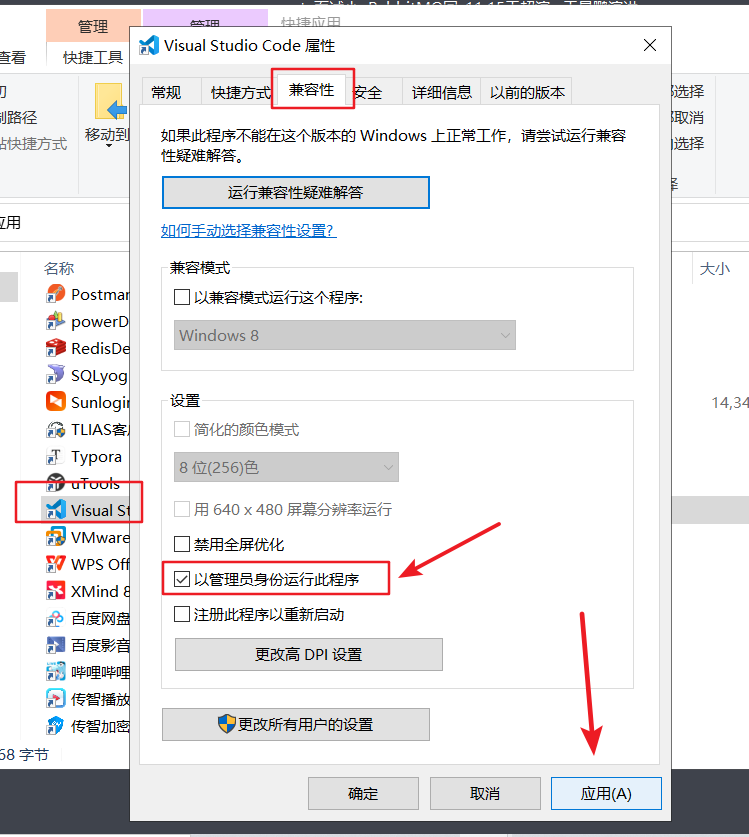 管理
管理
快捷应用
查看
快捷工具
Visual Studio Code 属性
常规
快捷方式
兼容性
安全
详细信息
以前的版本
制路径
占快捷方式
移动到
选择
取消
选择
如果此程序不能在这个版本的 Windows 上正常工作，请尝试运行兼容
性疑难解答。
运行兼容性疑难解答
如何手动选择兼容性设置?
应用
名称
大小
兼容模式
以兼容模式运行这个程序:
Windows 8
设置
简化的颜色模式
8 位(256)色
用 640 x 480 屏幕分辨率运行
禁用全屏优化
以管理员身份运行此程序
注册此程序以重新启动
更改高 DPI 设置
更改所有用户的设置
确定
取消
应用(A)
Postmar
powerD
RedisDe
SQLyog
Sunlogin
TLIAS客
Typora
uTools
Visual St
VMware
WPS Off
XMind 8
百度网盘
百度影音
哔哩哔哩
传智播放
传智加密
14,34
68 字节